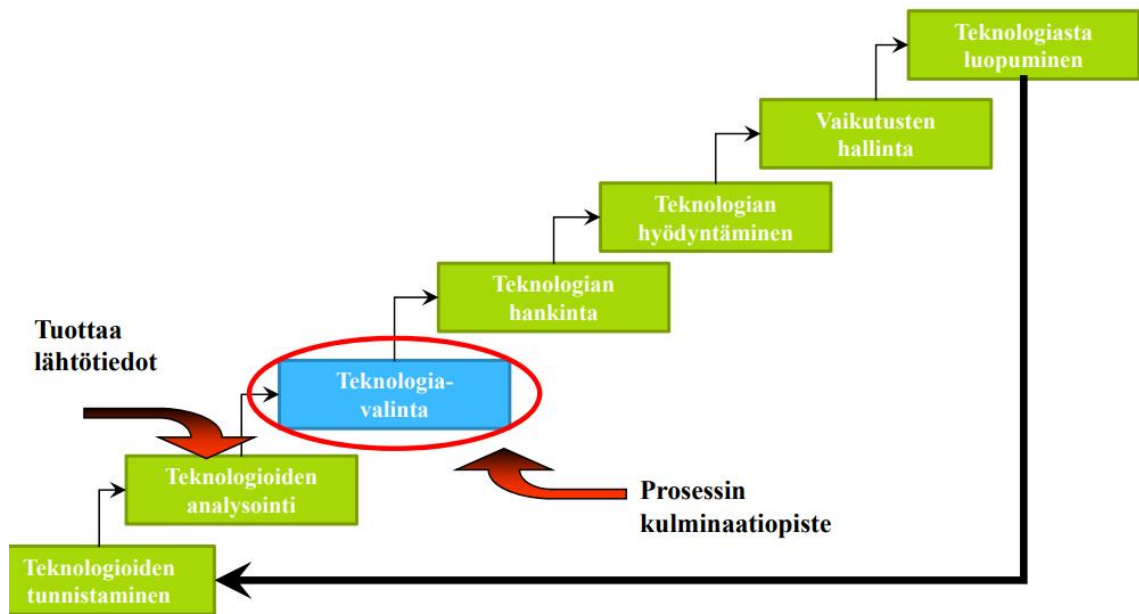 Teknologiasta
luopuminen
Vaikutusten
hallinta
Teknologian
hyödyntäminen
Teknologian
hankinta
Tuottaa
lähtötiedot
Teknologia-
valinta
Teknologioiden
analysointi
Prosessin
kulminaatiopiste
Teknologioiden
tunnistaminen